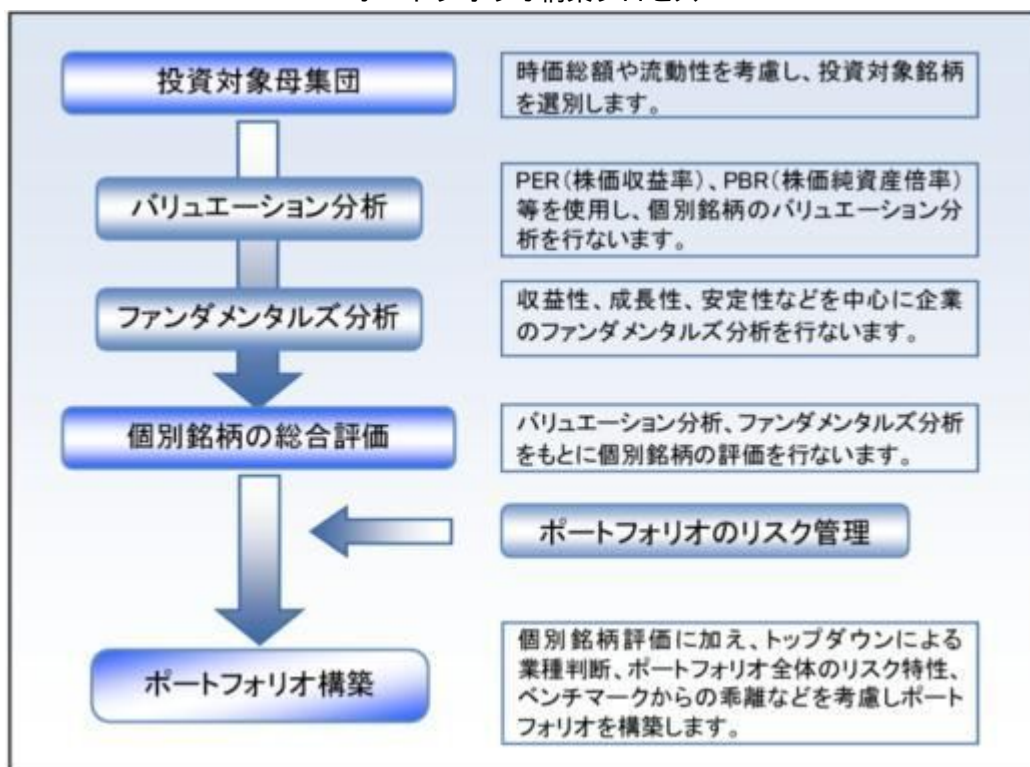 投資対象母集団
時価総額や流動性を考慮し、投資対象銘柄
を選別します。
バリュエーション分析
PER(株価収益率)、PBR(株価純資産倍率)
等を使用し、個別銘柄のバリュエーション分
析を行ないます。
ファンダメンタルズ分析
収益性、成長性、安定性などを中心に企業
のファンダメンタルズ分析を行ないます。
個別銘柄の総合評価
バリュエーション分析、ファンダメンタルズ分析
をもとに個別銘柄の評価を行ないます。
ポートフォリオのリスク管理
ポートフォリオ構築
個別銘柄評価に加え、トップダウンによる
業種判断、ポートフォリオ全体のリスク特性、
ベンチマークからの乖離などを考慮しポート
フォリオを構築します。